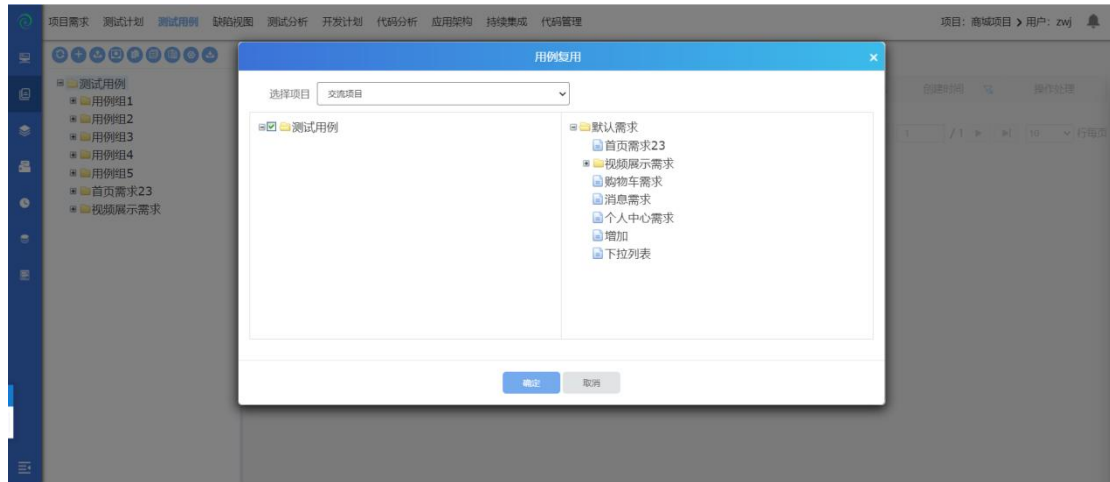 项目需求 测试计划 测试用例 缺陷视图 测试分析 开发计划 代码分析 应用架构 持续集成 代码管理 项目：商城项目 > 用户：zwj
用例复用 ×
测试用例
用例组1
用例组2
用例组3
用例组4
用例组5
首页需求23
视频展示需求
选择项目 交流项目
测试用例
默认需求
首页需求23
视频展示需求
购物车需求
消息需求
个人中心需求
增加
下拉列表
创建时间 操作处理
1 / 1 10 行每页
确定 取消